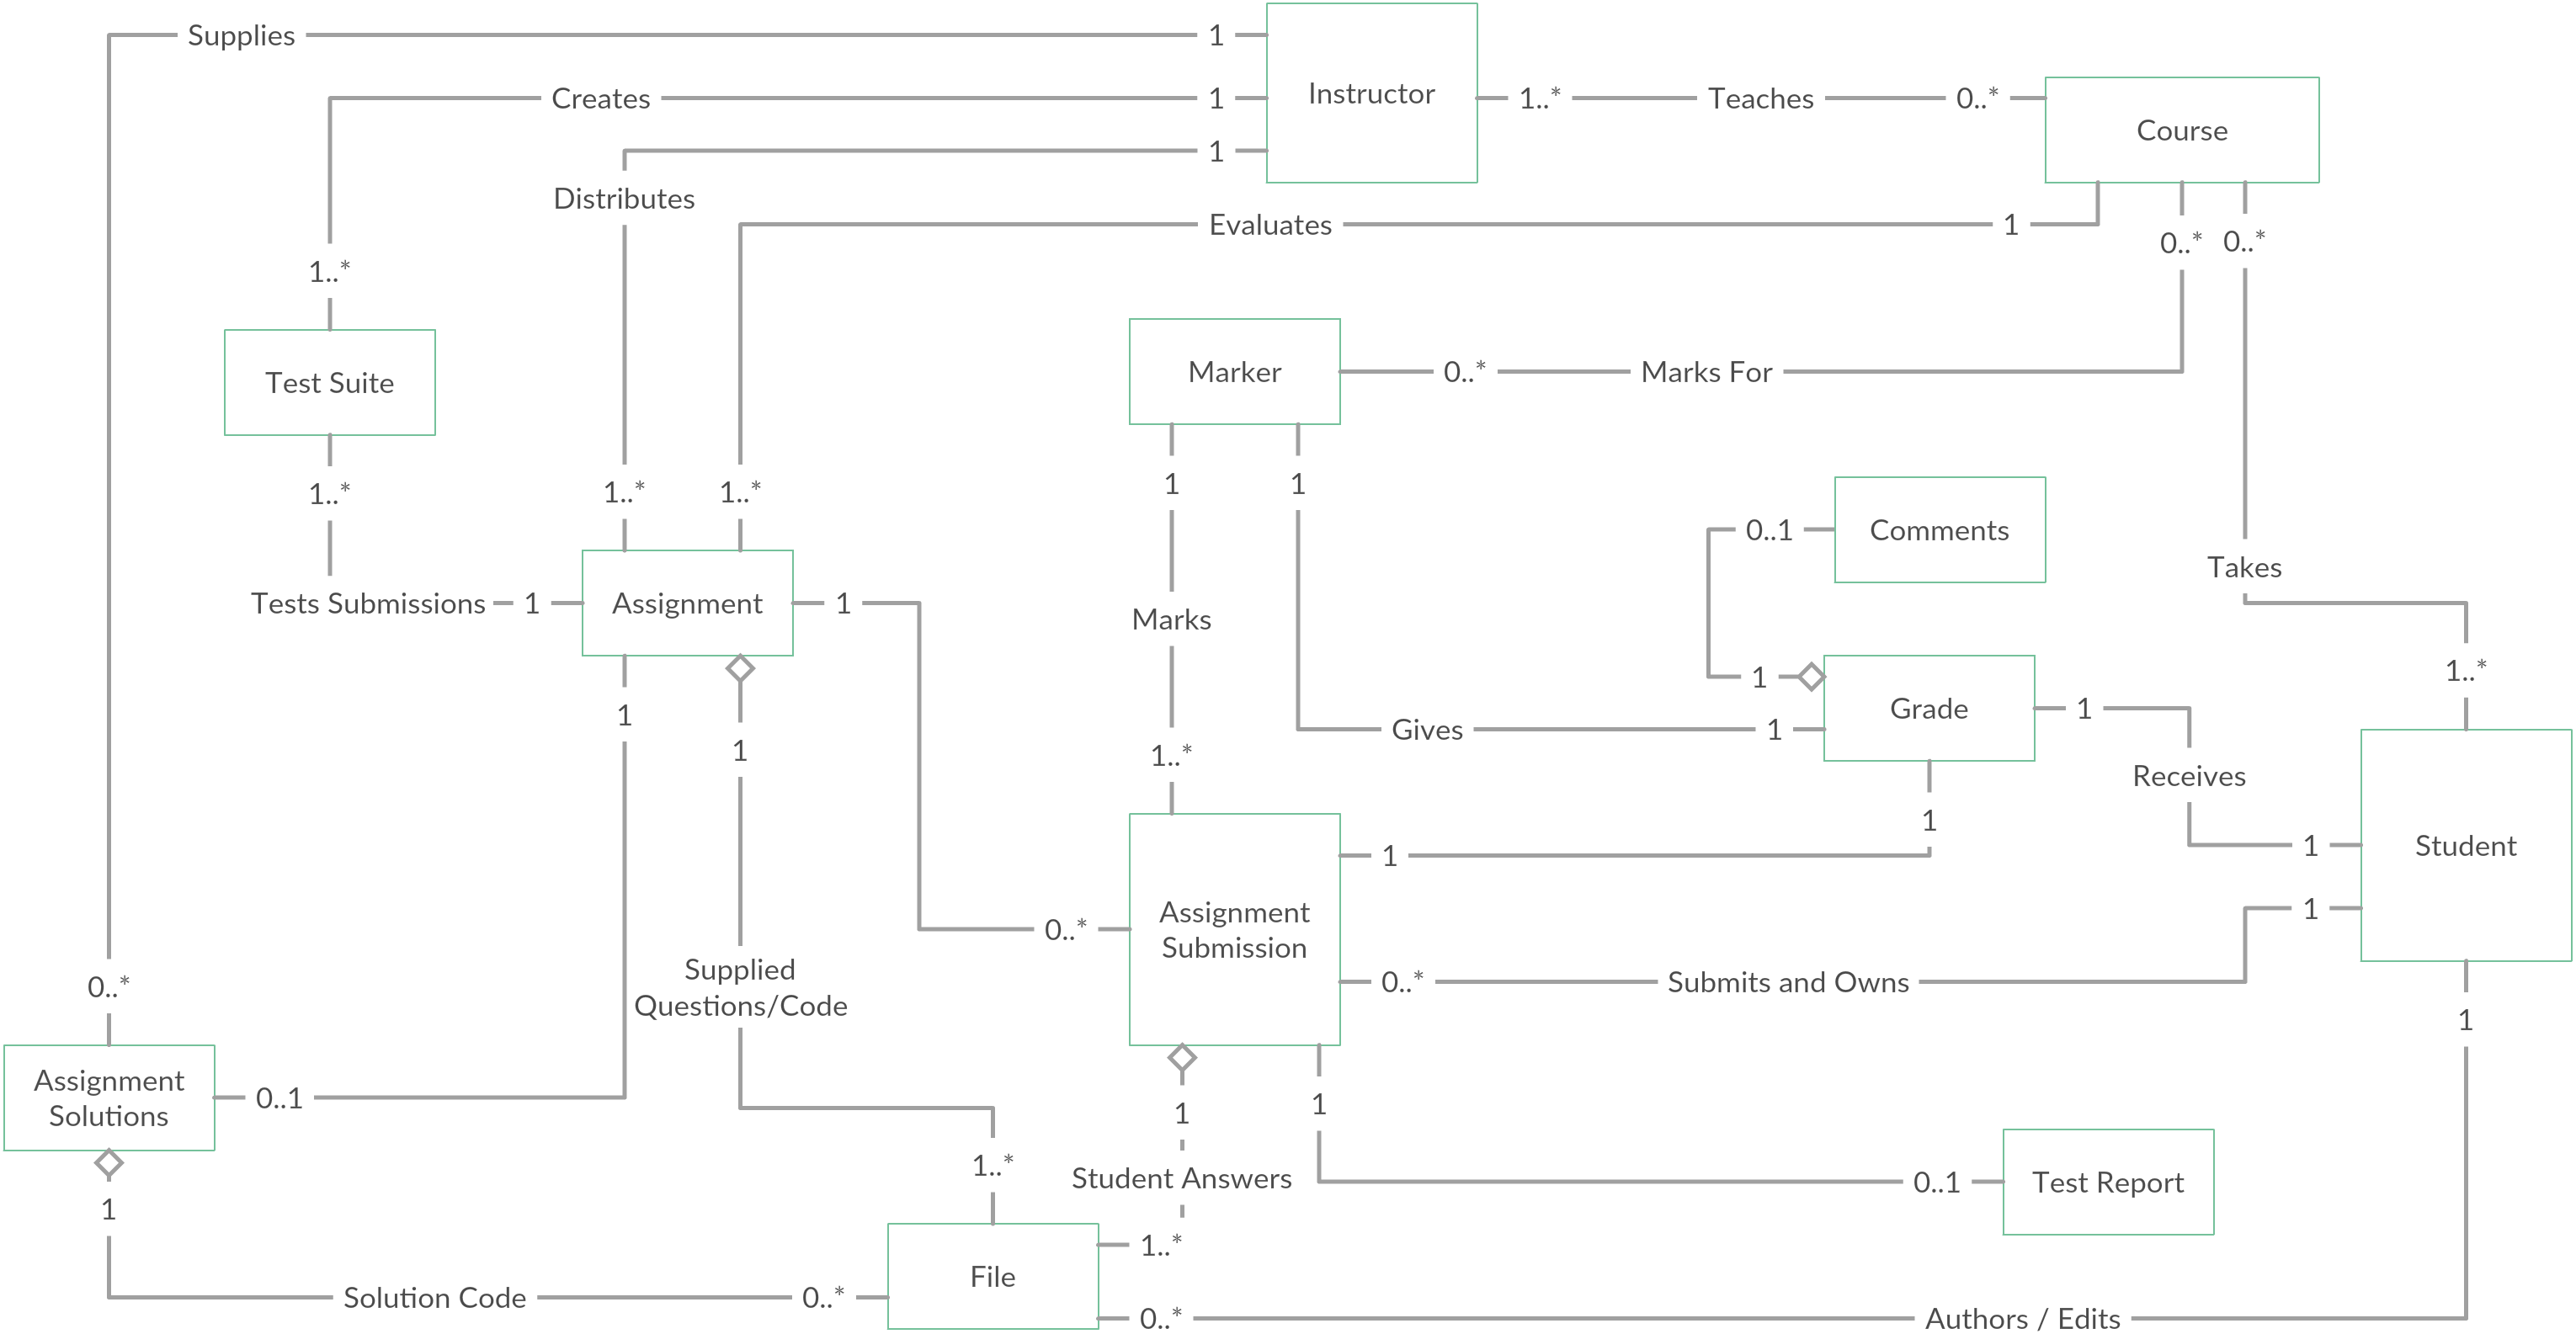 Supplies
1
Instructor
Creates
1
1..*
Teaches
0..*
Course
1
Distributes
Evaluates
1
0..*
0..*
1..*
Test Suite
Marker
0..*
Marks For
1..*
1..*
1..*
1
1
Comments
0..1
Takes
Tests Submissions
1
Assignment
1
Marks
1..*
1
Grade
1
1
1
Gives
1
1..*
Receives
1
Student
1
1
1
Assignment
Submission
0..*
Supplied
Questions/Code
0..*
Submits and Owns
0..*
1
Assignment
Solutions
0..1
1
1
1..*
Student Answers
0..1
Test Report
1
1..*
File
Solution Code
0..*
0..*
Authors / Edits